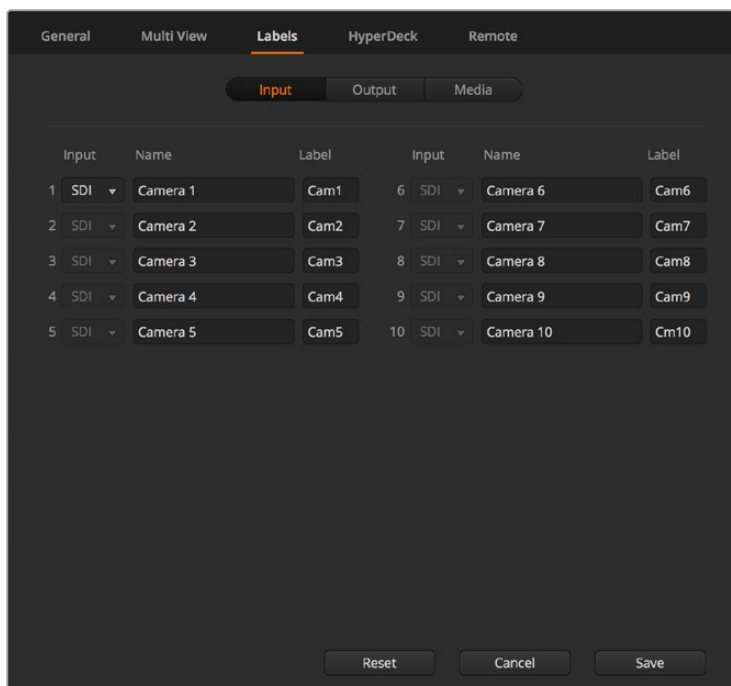 General Multi View Labels HyperDeck Remote
Input Output Media
Input Name Label Input Name Label
1 SDI Camera 1 Cam1 6 SDI Camera 6 Cam6
2 SDI Camera 2 Cam2 7 SDI Camera 7 Cam7
3 SDI Camera 3 Cam3 8 SDI Camera 8 Cam8
4 SDI Camera 4 Cam4 9 SDI Camera 9 Cam9
5 SDI Camera 5 Cam5 10 SDI Camera 10 Cm10
Reset Cancel Save